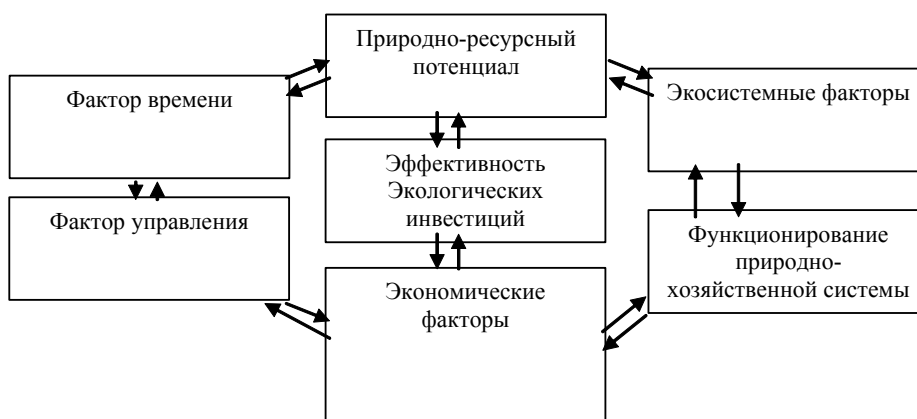 Природно-ресурсный
потенциал
Фактор времени
Экосистемные факторы
Эффективность
Экологических
инвестиций
Фактор управления
Функционирование
природно-
хозяйственной системы
Экономические
факторы